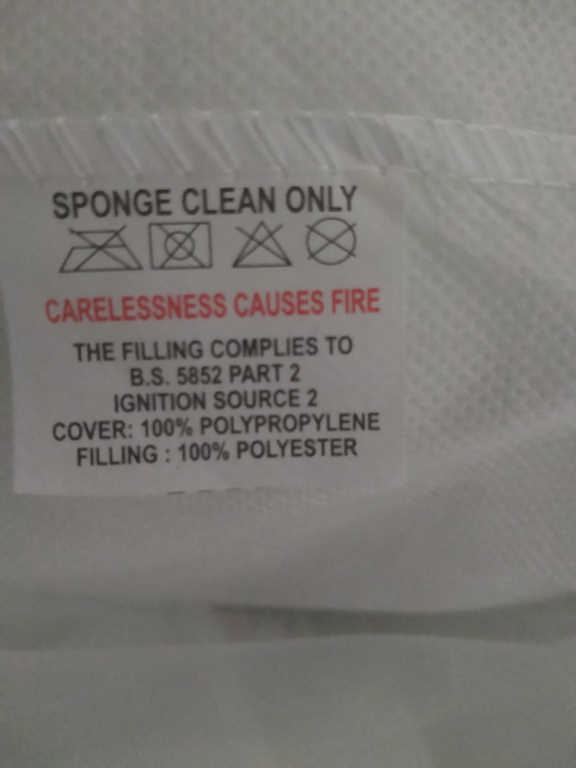 SPONGE CLEAN ONLY
CARELESSNESS CAUSES FIRE
THE FILLING COMPLIES TO
B.S. 5852 PART 2
IGNITION SOURCE 2
COVER: 100% POLYPROPYLENE
FILLING : 100% POLYESTER